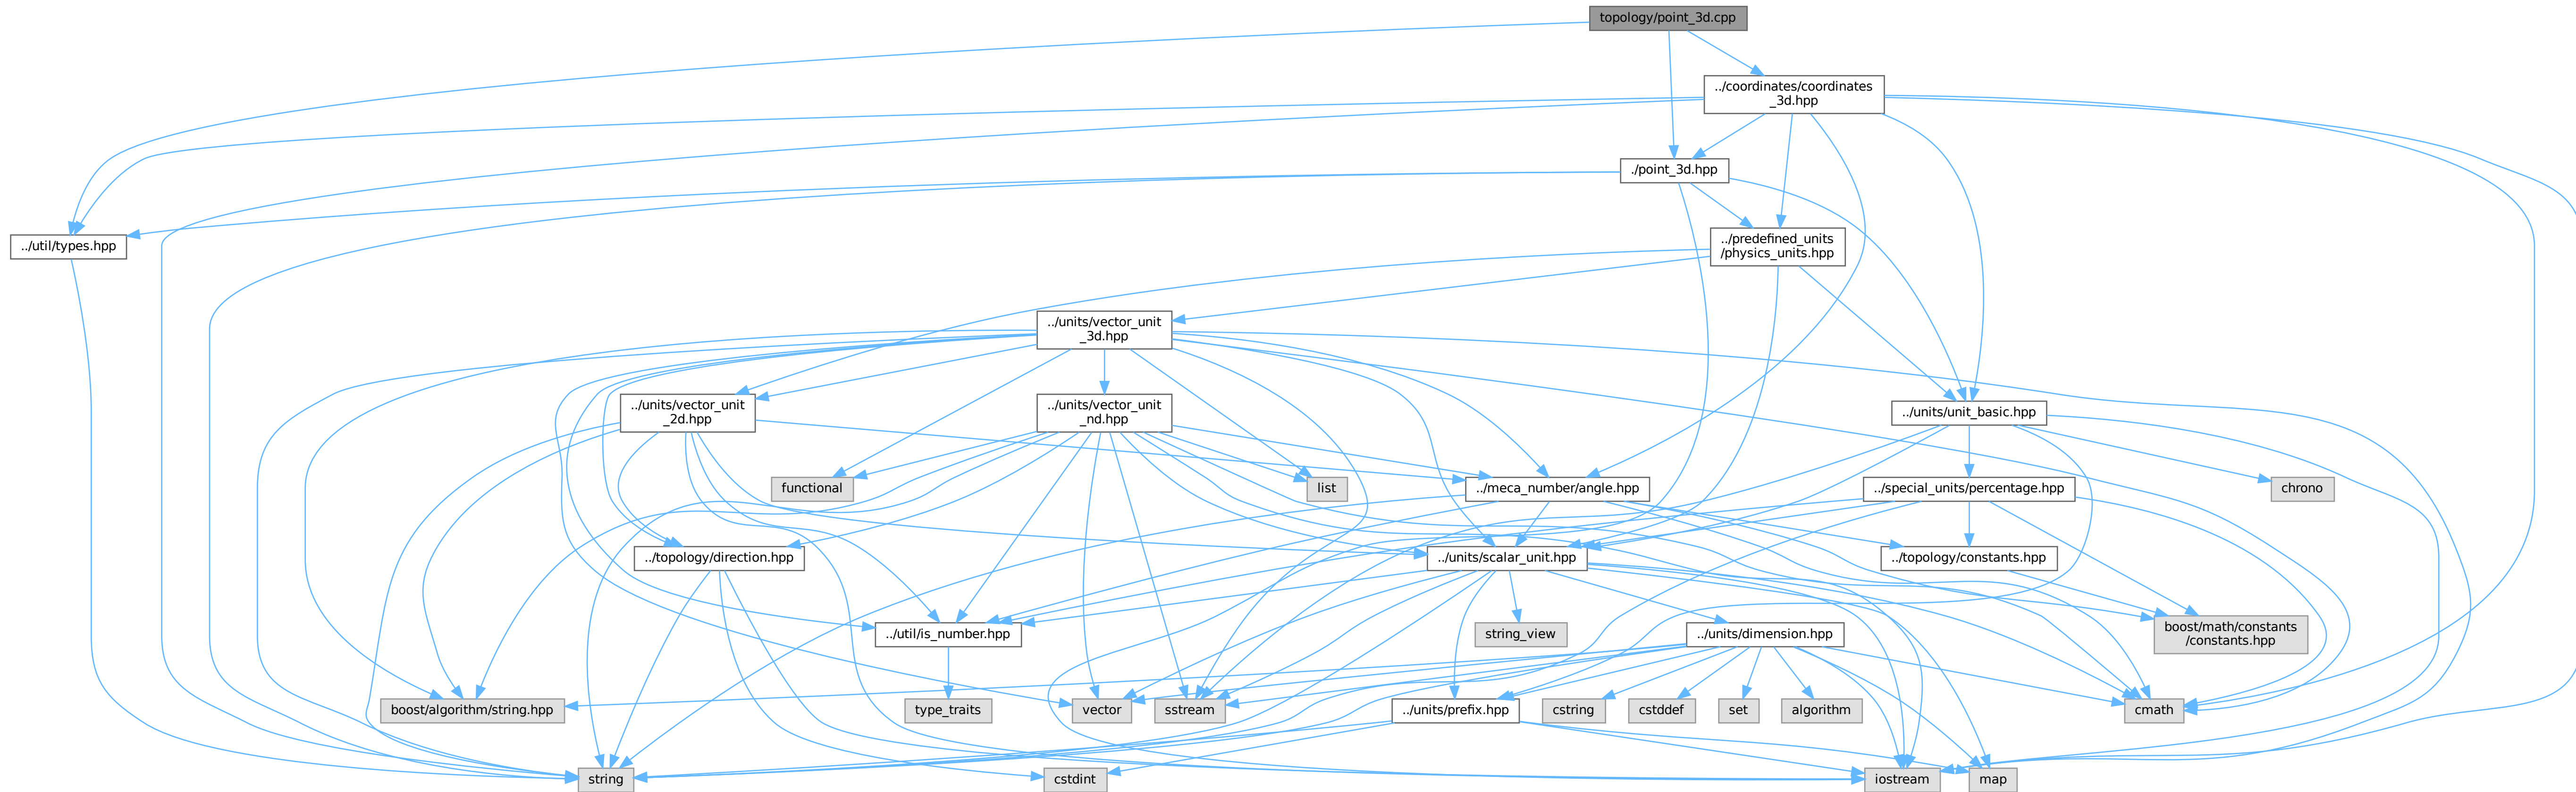 topology/point_3d.cpp
../coordinates/coordinates
_3d.hpp
./point_3d.hpp
../util/types.hpp
../predefined_units
/physics_units.hpp
../units/vector_unit
_3d.hpp
../units/vector_unit
_2d.hpp
../units/vector_unit
_nd.hpp
../units/unit_basic.hpp
functional
list
../meca_number/angle.hpp
../special_units/percentage.hpp
chrono
../topology/direction.hpp
../units/scalar_unit.hpp
../topology/constants.hpp
../util/is_number.hpp
string_view
../units/dimension.hpp
boost/math/constants
/constants.hpp
boost/algorithm/string.hpp
type_traits
vector
sstream
../units/prefix.hpp
cstring
cstddef
set
algorithm
cmath
string
cstdint
iostream
map